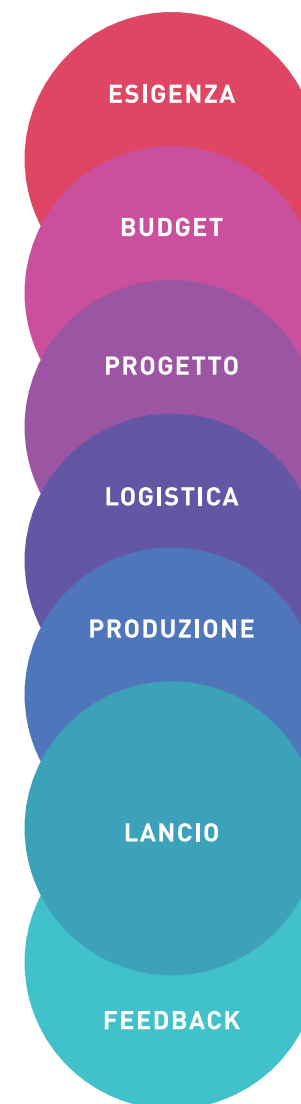 ESIGENZA
BUDGET
PROGETTO
LOGISTICA
PRODUZIONE
LANCIO
FEEDBACK